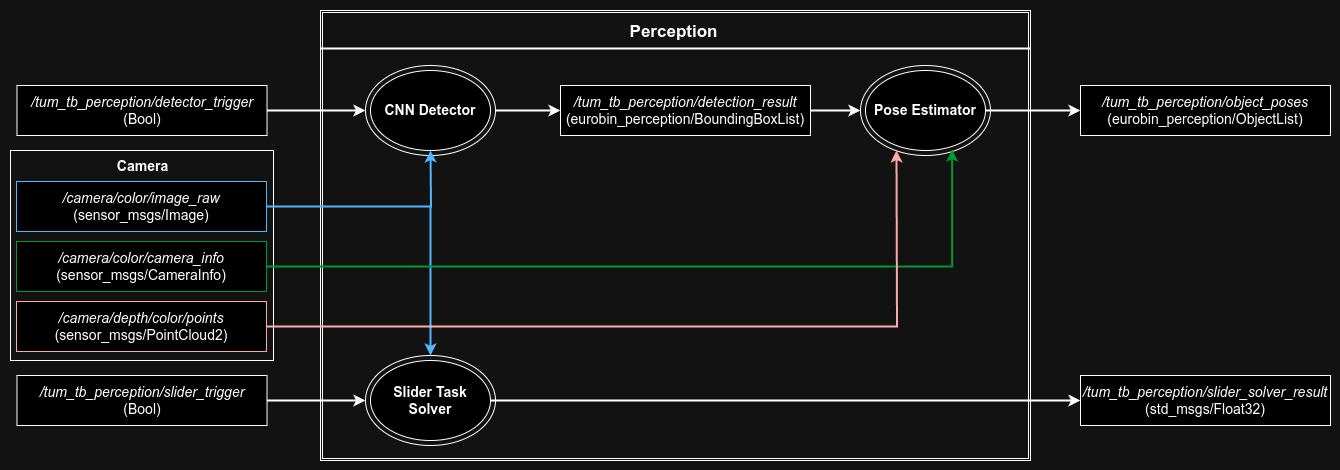 Perception
/tum_tb_perception/detector_trigger
(Bool)
CNN Detector
/tum_tb_perception/detection_result
(eurobin_perception/BoundingBoxList)
Pose Estimator
/tum_tb_perception/object_poses
(eurobin_perception/ObjectList)
Camera
/camera/color/image_raw
(sensor_msgs/Image)
/camera/color/camera_info
(sensor_msgs/CameraInfo)
/camera/depth/color/points
(sensor_msgs/PointCloud2)
/tum_tb_perception/slider_trigger
(Bool)
Slider Task
Solver
/tum_tb_perception/slider_solver_result
(std_msgs/Float32)